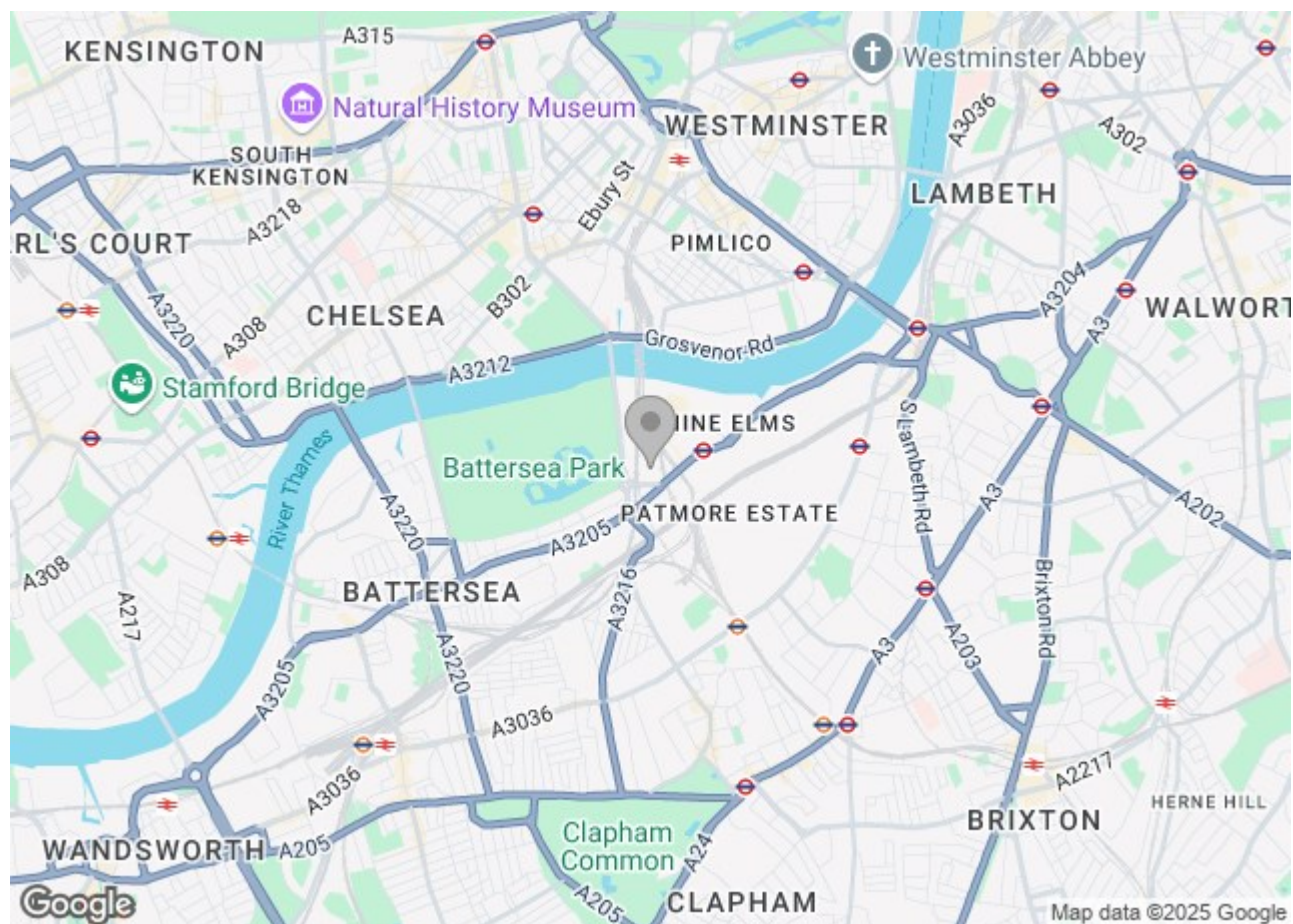 KENSINGTON
A315
Westminster Abbey
Natural History Museum
WESTMINSTER
A3036
A302
SOUTH
KENSINGTON
Ebury St
LAMBETH
A3218
RL'S COURT
PIMLICO
A3220
A308
CHELSEA
B302
A3204
A3
WALWORT
Grosvenor Rd
A3212
Stamford Bridge
NINE ELMS
River Thames
Battersea Park
S Lambeth Rd
A3220
A3205
PATMORE ESTATE
A3
A202
A308
A217
BATTERSEA
A3216
Brixton Rd
A3220
A3205
A3
A203
A3036
A3036
A2217
HERNE HILL
WANDSWORTH
A205
Clapham
Common
A24
BRIXTON
A205
CLAPHAM
Google
Map data ©2025 Google